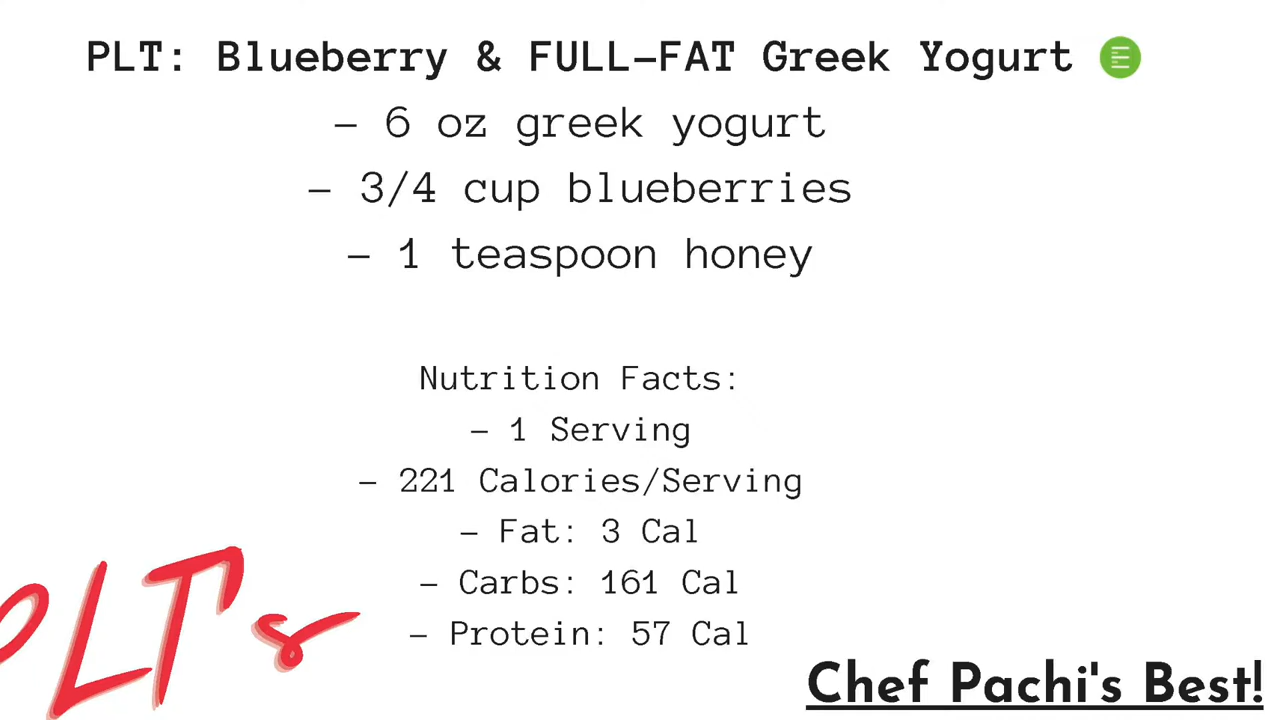 PLT: Blueberry & FULL-FAT Greek Yogurt
- 6 oz greek yogurt
- 3/4 cup blueberries
- 1 teaspoon honey
Nutrition Facts:
- 1 Serving
- 221 Calories/Serving
- Fat: 3 Cal
- Carbs: 161 Cal
- Protein: 57 Cal
PLT's
Chef Pachi's Best!